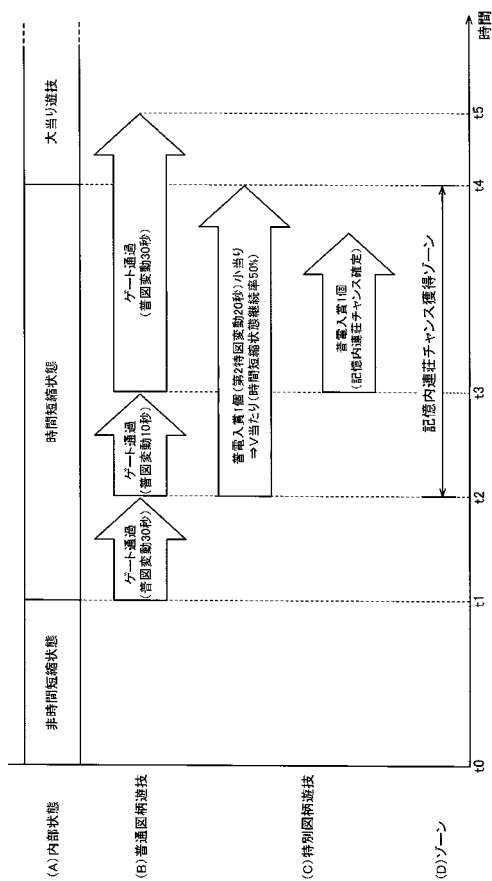 (A)内部状態
非時間短縮状態
時間短縮状態
大当り遊技
(B)普通図柄遊技
ゲート通過
(普図変動30秒)
ゲート通過
(普図変動10秒)
ゲート通過
(普図変動30秒)
(C)特別図柄遊技
普電入賞1個(第2特図変動20秒)小当り
⇒V当たり(時間短縮状態継続率50%)
普電入賞1個
(記憶内連荘チャンス確定)
(D)ゾーン
記憶内連荘チャンス獲得ゾーン
t0
t1
t2
t3
t4
t5
時間